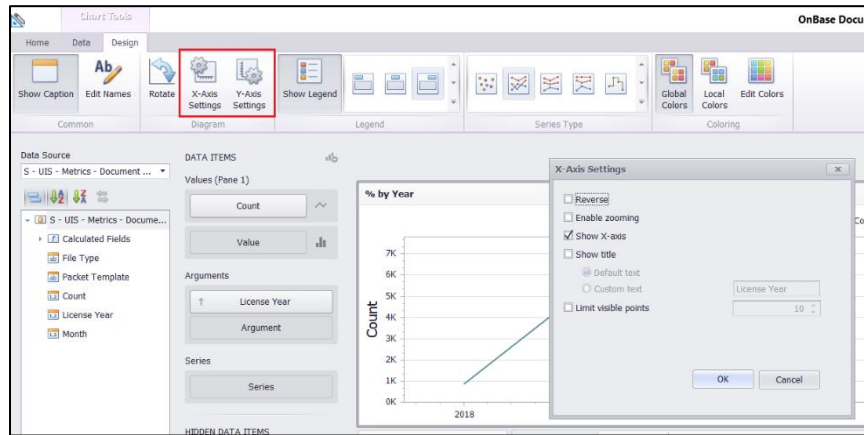 Chart Tools
OnBase Docu
Home Data Design
Show Caption
Edit Names
Rotate
X-Axis Settings
Y-Axis Settings
Show Legend
Global Colors
Local Colors
Edit Colors
Common
Diagram
Legend
Series Type
Coloring
Data Source
S - UIS - Metrics - Document ...
S - UIS - Metrics - Docume...
Calculated Fields
File Type
Packet Template
Count
License Year
Month
DATA ITEMS
Values (Pane 1)
Count
Value
Arguments
License Year
Argument
Series
Series
HIDDEN DATA ITEMS
% by Year
Count
7K
6K
5K
4K
3K
2K
1K
0K
2018
Co
X-Axis Settings
Reverse
Enable zooming
Show X-axis
Show title
Default text
Custom text License Year
Limit visible points 10
OK Cancel